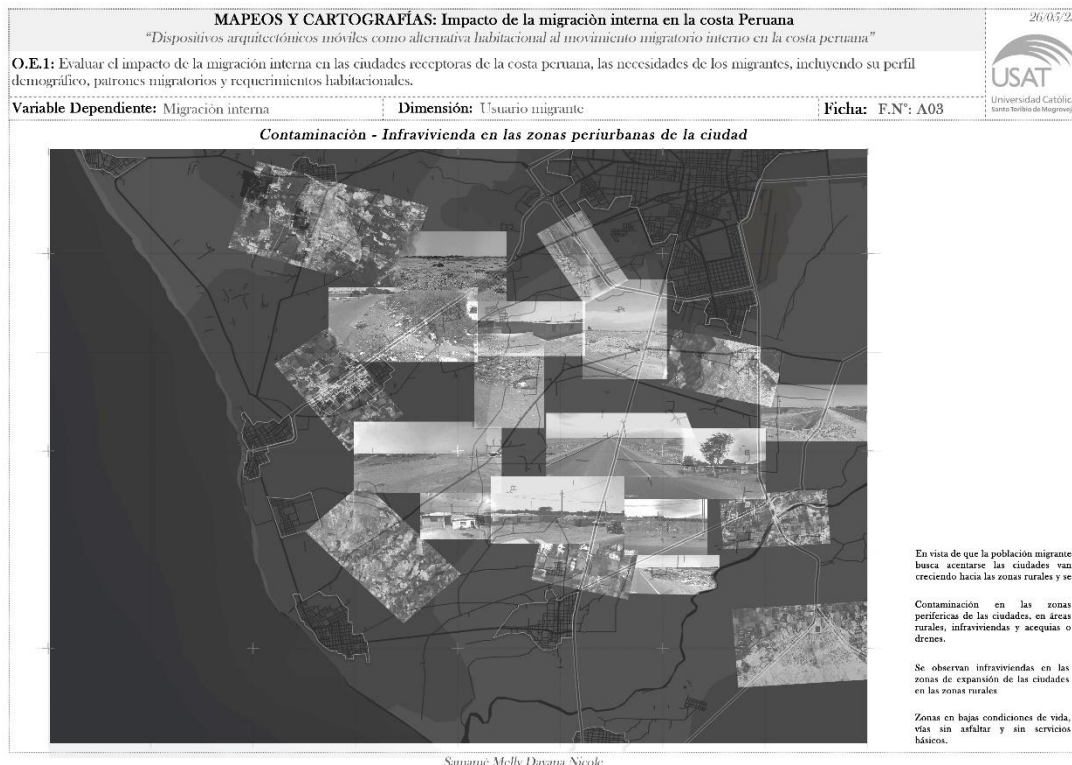 MAPEOS Y CARTOGRAFÍAS: Impacto de la migraciòn interna en la costa Peruana
26/05/2
"Dispositivos arquitectónicos móviles como alternativa habitacional al movimiento migratorio interno en la costa peruana"
O.E.1: Evaluar el impacto de la migración interna en las ciudades receptoras de la costa peruana, las necesidades de los migrantes, incluyendo su perfil
demográfico, patrones migratorios y requerimientos habitacionales.
USAT
Universidad Católic
Santo Toribio de Mogrovej
Variable Dependiente: Migraciòn interna
Dimensión: Usuario migrante
Ficha: F.N°: A03
Contaminaciòn - Infravivienda en las zonas periurbanas de la ciudad
En vista de que la población migrante
busca acentarse las ciudades van
creciendo hacia las zonas rurales y se
Contaminación en las zonas
perifericas de las ciudades, en áreas
rurales, infraviviendas y acequias o
drenes.
Se observan infraviviendas en las
zonas de expansión de las ciudades
en las zonas rurales
Zonas en bajas condiciones de vida,
vías sin asfaltar y sin servicios
básicos.
Samamé Melly Dayana Nicole